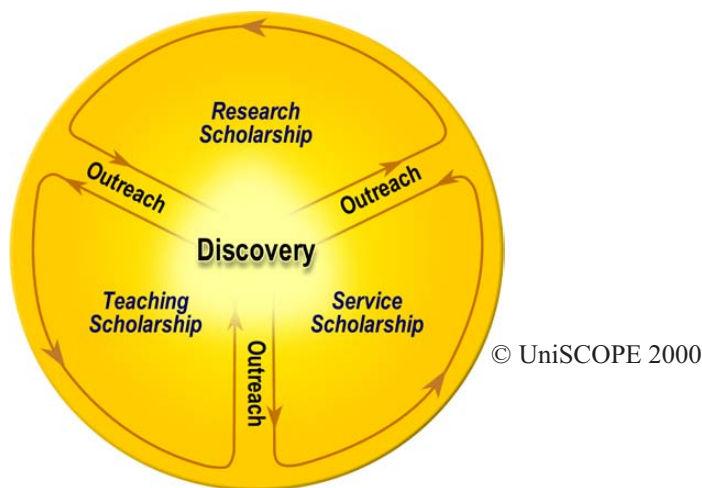 Research
Scholarship
Outreach
Outreach
Discovery
Teaching
Scholarship
Service
Scholarship
Outreach
© UniSCOPE 2000